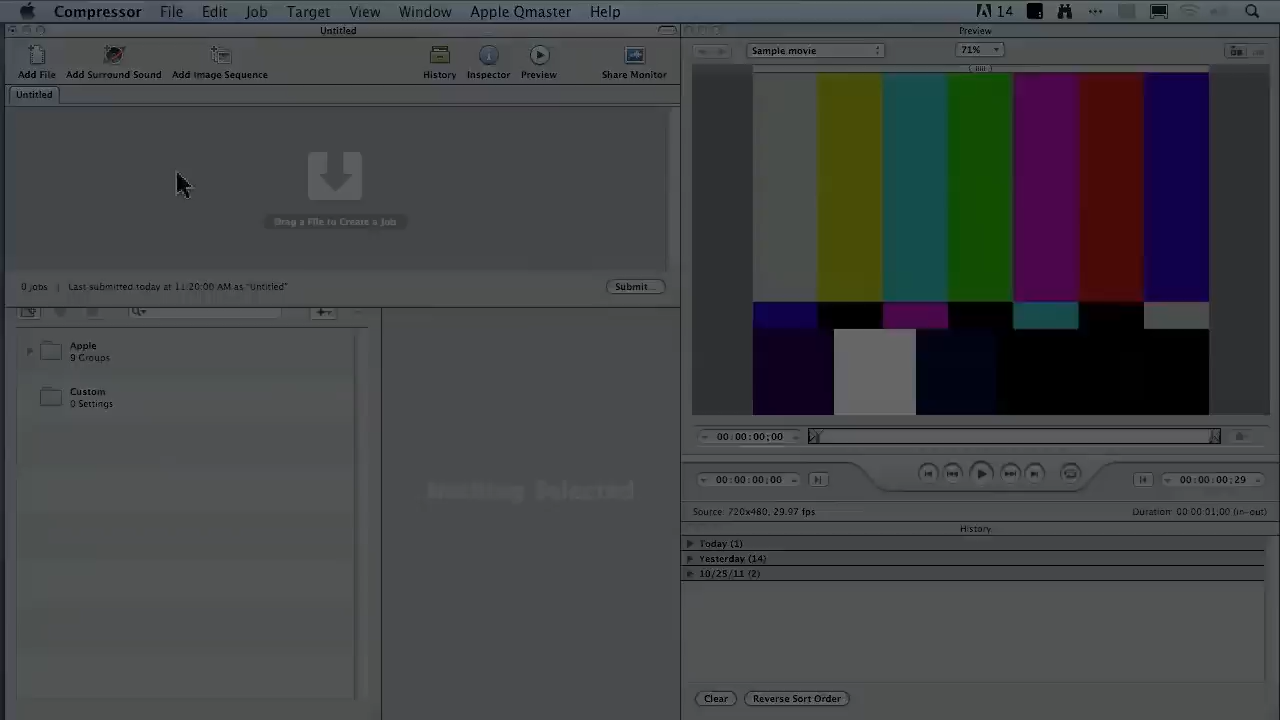 Compressor File Edit Job Target View Window Apple Qmaster Help 14
Untitled
Preview
Add File Add Surround Sound Add Image Sequence History Inspector Preview Share Monitor
Sample movie 71%
Untitled
Drag a File to Create a Job
0 jobs | Last submitted today at 11:20:00 AM as "Untitled" Submit...
Apple
9 Groups
Custom
0 Settings
Nothing Selected
00:00:00;00
00:00:00;00 00:00:00;29
Source: 720x480, 29.97 fps Duration: 00:00:01;00 (in-out)
History
Today (1)
Yesterday (14)
10/25/11 (2)
Clear Reverse Sort Order